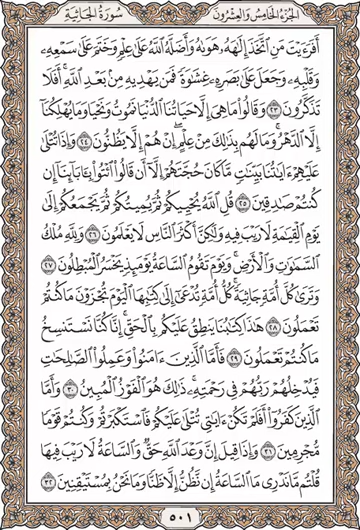 الجزء الخامس والعشرون سورة الجاثية
أَفَرَءَيْتَ مَنِ ٱتَّخَذَ إِلَٰهَهُۥ هَوَىٰهُ وَأَضَلَّهُ ٱللَّهُ عَلَىٰ عِلْمٍ وَخَتَمَ عَلَىٰ سَمْعِهِۦ
وَقَلْبِهِۦ وَجَعَلَ عَلَىٰ بَصَرِهِۦ غِشَٰوَةً فَمَن يَهْدِيهِ مِنۢ بَعْدِ ٱللَّهِ ۚ أَفَلَا
تَذَكَّرُونَ ٢٣ وَقَالُوا۟ مَا هِىَ إِلَّا حَيَاتُنَا ٱلدُّنْيَا نَمُوتُ وَنَحْيَا وَمَا يُهْلِكُنَآ
إِلَّا ٱلدَّهْرُ ۚ وَمَا لَهُم بِذَٰلِكَ مِنْ عِلْمٍ ۖ إِنْ هُمْ إِلَّا يَظُنُّونَ ٢٤ وَإِذَا تُتْلَىٰ
عَلَيْهِمْ ءَايَٰتُنَا بَيِّنَٰتٍ مَّا كَانَ حُجَّتَهُمْ إِلَّآ أَن قَالُوا۟ ٱئْتُوا۟ بِـَٔابَآئِنَآ إِن
كُنتُمْ صَٰدِقِينَ ٢٥ قُلِ ٱللَّهُ يُحْيِيكُمْ ثُمَّ يُمِيتُكُمْ ثُمَّ يَجْمَعُكُمْ إِلَىٰ
يَوْمِ ٱلْقِيَٰمَةِ لَا رَيْبَ فِيهِ وَلَٰكِنَّ أَكْثَرَ ٱلنَّاسِ لَا يَعْلَمُونَ ٢٦ وَلِلَّهِ مُلْكُ
ٱلسَّمَٰوَٰتِ وَٱلْأَرْضِ ۚ وَيَوْمَ تَقُومُ ٱلسَّاعَةُ يَوْمَئِذٍ يَخْسَرُ ٱلْمُبْطِلُونَ ٢٧
وَتَرَىٰ كُلَّ أُمَّةٍ جَاثِيَةً ۚ كُلُّ أُمَّةٍ تُدْعَىٰٓ إِلَىٰ كِتَٰبِهَا ٱلْيَوْمَ تُجْزَوْنَ مَا كُنتُمْ
تَعْمَلُونَ ٢٨ هَٰذَا كِتَٰبُنَا يَنطِقُ عَلَيْكُم بِٱلْحَقِّ ۚ إِنَّا كُنَّا نَسْتَنسِخُ
مَا كُنتُمْ تَعْمَلُونَ ٢٩ فَأَمَّا ٱلَّذِينَ ءَامَنُوا۟ وَعَمِلُوا۟ ٱلصَّٰلِحَٰتِ
فَيُدْخِلُهُمْ رَبُّهُمْ فِى رَحْمَتِهِۦ ۚ ذَٰلِكَ هُوَ ٱلْفَوْزُ ٱلْمُبِينُ ٣٠ وَأَمَّا
ٱلَّذِينَ كَفَرُوٓا۟ أَفَلَمْ تَكُنْ ءَايَٰتِى تُتْلَىٰ عَلَيْكُمْ فَٱسْتَكْبَرْتُمْ وَكُنتُمْ قَوْمًا
مُّجْرِمِينَ ٣١ وَإِذَا قِيلَ إِنَّ وَعْدَ ٱللَّهِ حَقٌّ وَٱلسَّاعَةُ لَا رَيْبَ فِيهَا
قُلْتُم مَّا نَدْرِى مَا ٱلسَّاعَةُ إِن نَّظُنُّ إِلَّا ظَنًّا وَمَا نَحْنُ بِمُسْتَيْقِنِينَ ٣٢
٥٠١